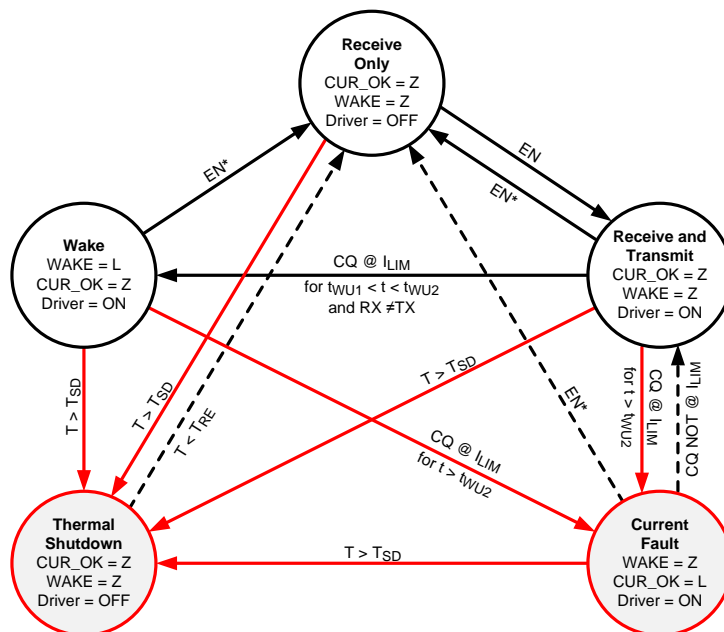 Receive
Only
CUR_OK = Z
WAKE = Z
Driver = OFF
EN*
EN
EN*
Wake
WAKE = L
CUR_OK = Z
Driver = ON
CQ @ ILIM
for tWU1 < t < tWU2
and RX ≠TX
Receive and
Transmit
CUR_OK = Z
WAKE = Z
Driver = ON
T > TSD
T > TSD
T < TRE
T > TSD
CQ @ ILIM
for t > tWU2
EN*
CQ @ ILIM
for t > tWU2
CQ NOT @ ILIM
Thermal
Shutdown
CUR_OK = Z
WAKE = Z
Driver = OFF
T > TSD
Current
Fault
WAKE = Z
CUR_OK = L
Driver = ON